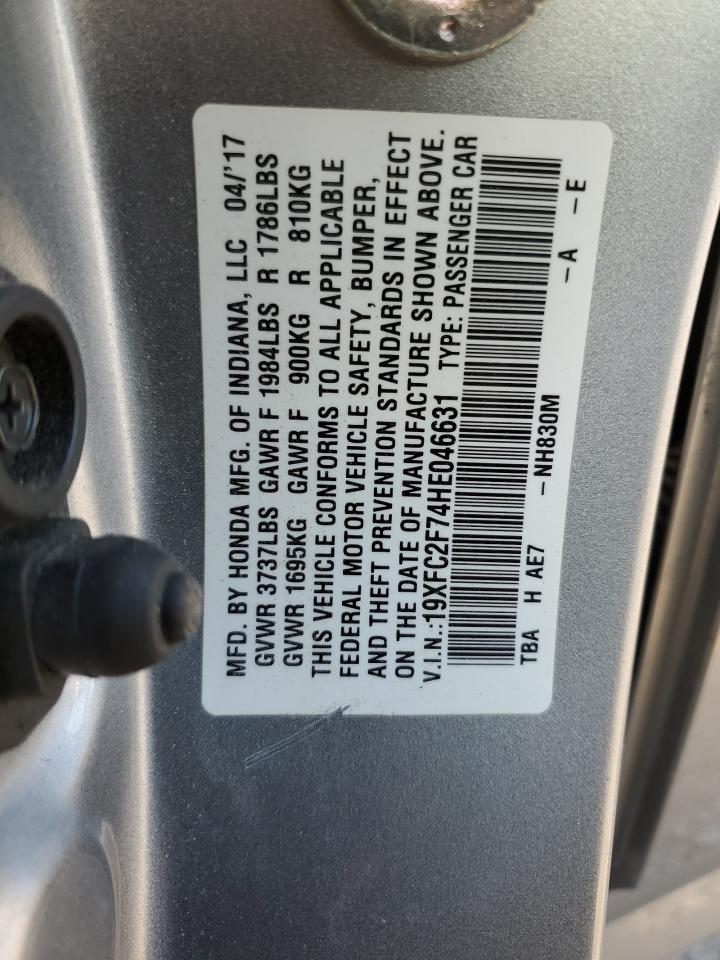 MFD. BY HONDA MFG. OF INDIANA, LLC 04/'17
GVWR 3737LBS GAWR F 1984LBS R 1786LBS
GVWR 1695KG GAWR F 900KG R 810KG
THIS VEHICLE CONFORMS TO ALL APPLICABLE
FEDERAL MOTOR VEHICLE SAFETY, BUMPER,
AND THEFT PREVENTION STANDARDS IN EFFECT
ON THE DATE OF MANUFACTURE SHOWN ABOVE.
V.I.N.:19XFC2F74HE046631 TYPE: PASSENGER CAR
TBA H AE7 -NH830M -A -E